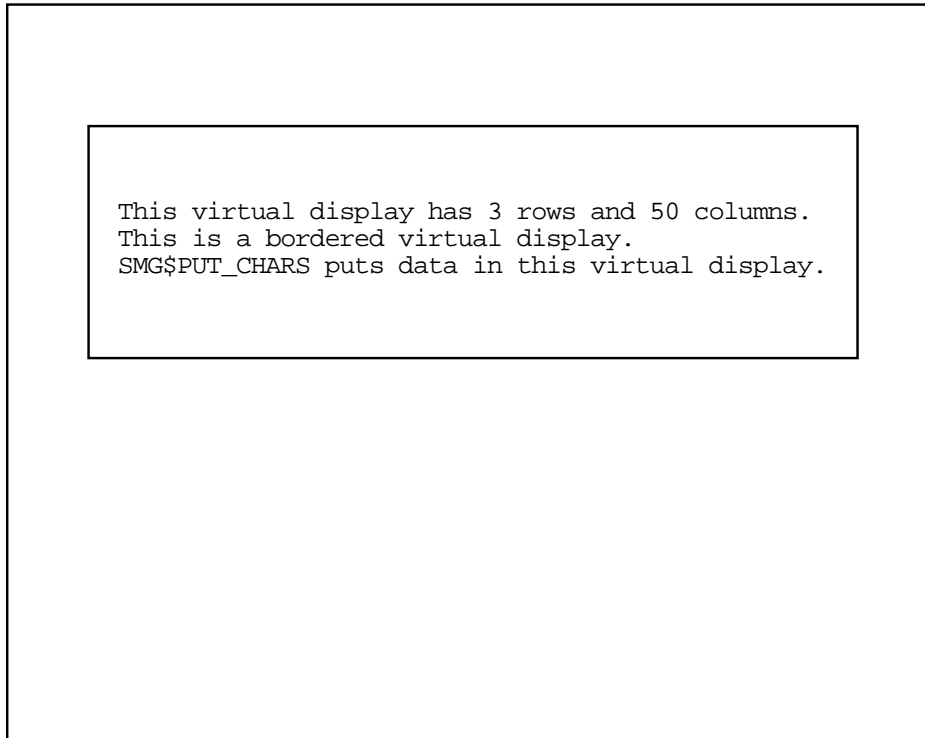 This virtual display has 3 rows and 50 columns.
This is a bordered virtual display.
SMG$PUT_CHARS puts data in this virtual display.